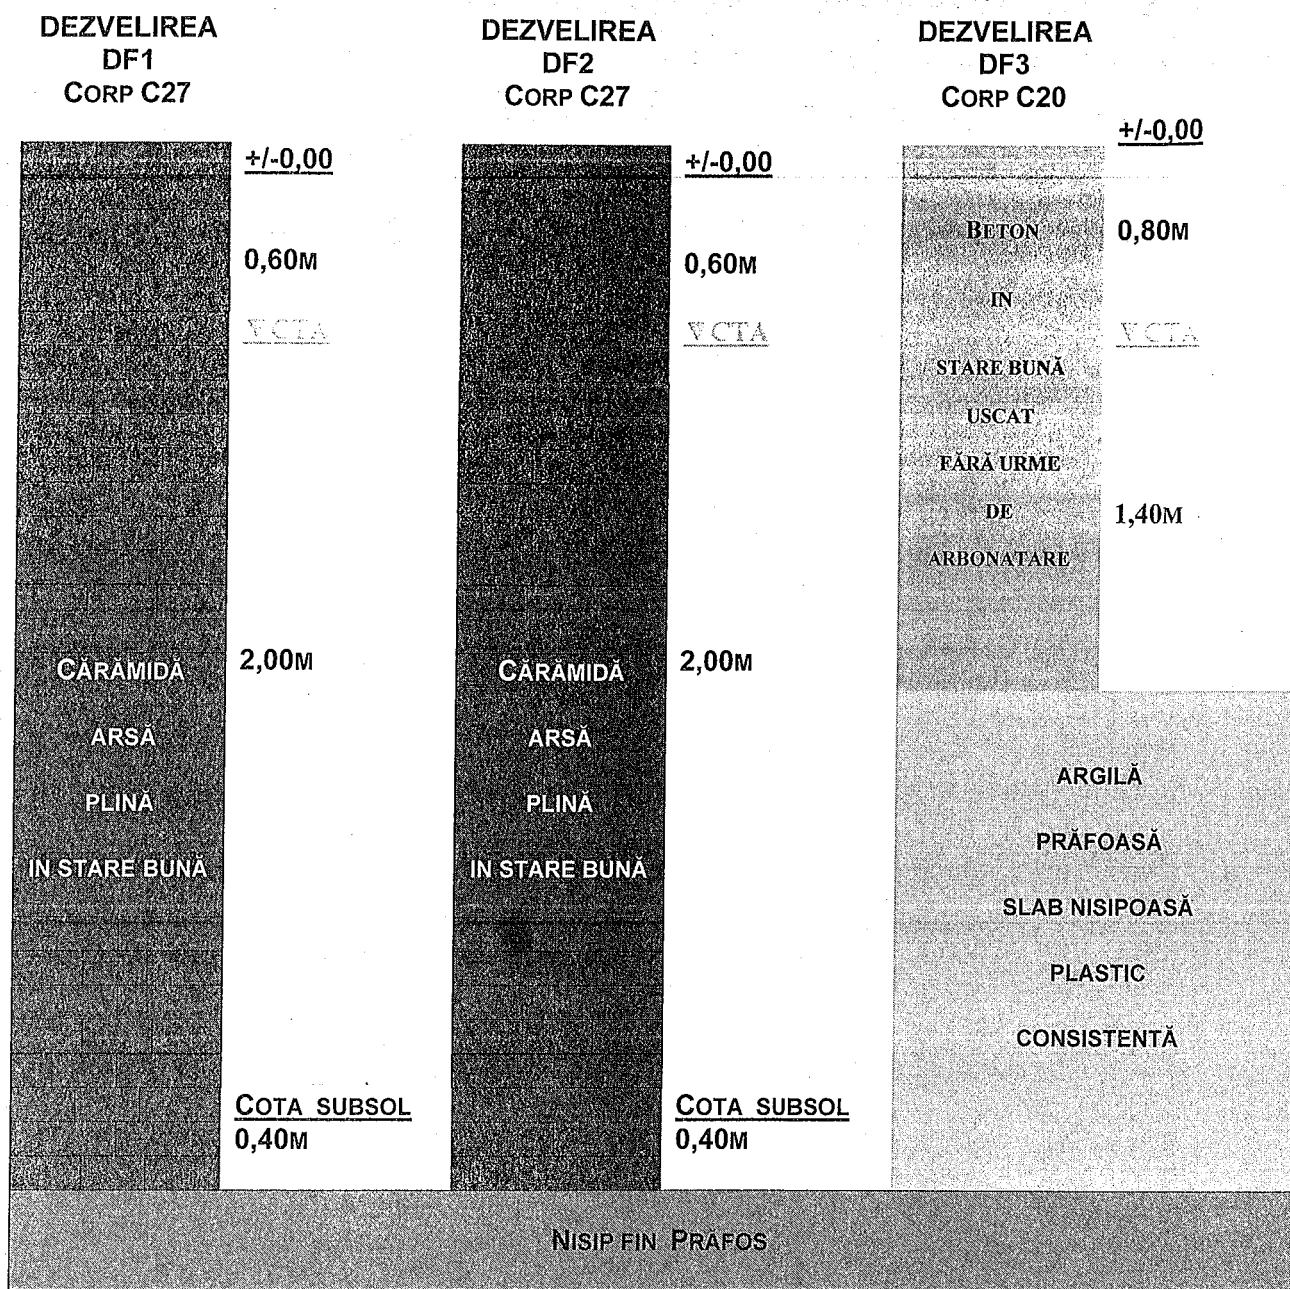 DEZVELIREA
DF1
CORP C27
+/-0,00
0,60M
∇ CTA
2,00M
CĂRĂMIDĂ
ARSĂ
PLINĂ
IN STARE BUNĂ
COTA SUBSOL
0,40M
DEZVELIREA
DF2
CORP C27
+/-0,00
0,60M
∇ CTA
2,00M
CĂRĂMIDĂ
ARSĂ
PLINĂ
IN STARE BUNĂ
COTA SUBSOL
0,40M
DEZVELIREA
DF3
CORP C20
+/-0,00
BETON
0,80M
IN
∇ CTA
STARE BUNĂ
USCAT
FĂRĂ URME
DE
1,40M
ARBONATARE
ARGILĂ
PRĂFOASĂ
SLAB NISIPOASĂ
PLASTIC
CONSISTENTĂ
NISIP FIN PRĂFOS